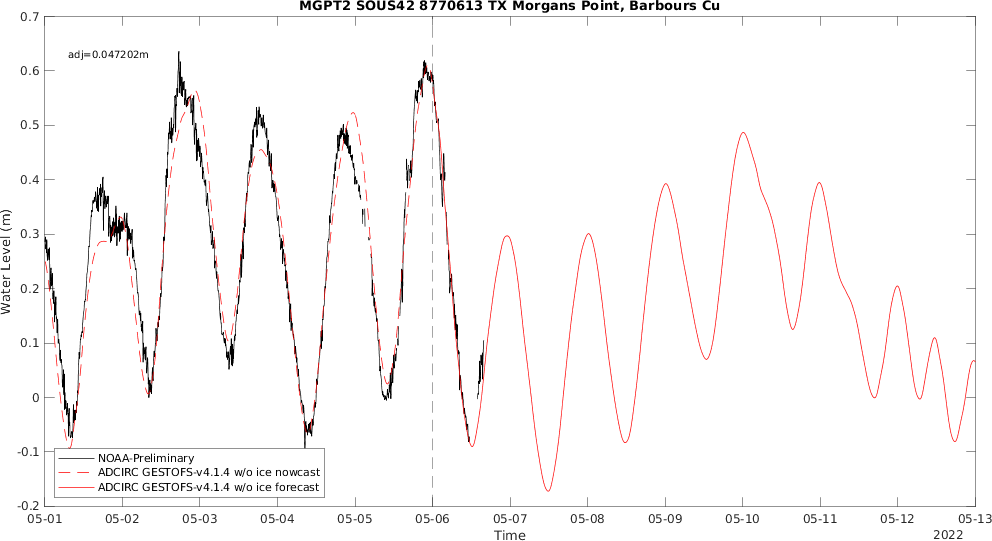 MGPT2 SOUS42 8770613 TX Morgans Point, Barbours Cu
adj=0.047202m
0.7
0.6
0.5
0.4
0.3
0.2
0.1
0
-0.1
-0.2
Water Level (m)
NOAA-Preliminary
ADCIRC GESTOFS-v4.1.4 w/o ice nowcast
ADCIRC GESTOFS-v4.1.4 w/o ice forecast
05-01 05-02 05-03 05-04 05-05 05-06 05-07 05-08 05-09 05-10 05-11 05-12 05-13
Time
2022